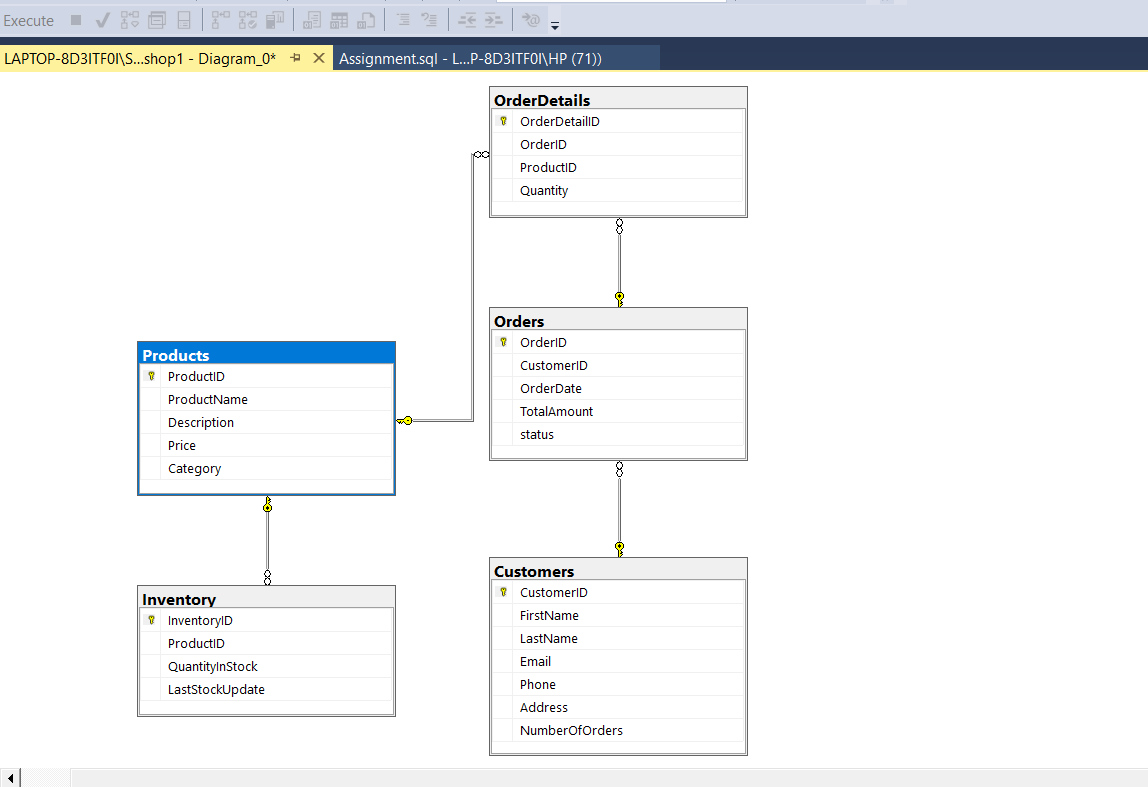 Execute
LAPTOP-8D3ITF0I\S...shop1 - Diagram_0*
Assignment.sql - L...P-8D3ITF0I\HP (71))
OrderDetails
OrderDetailID
OrderID
ProductID
Quantity
Orders
OrderID
CustomerID
OrderDate
TotalAmount
status
Products
ProductID
ProductName
Description
Price
Category
Inventory
InventoryID
ProductID
QuantityInStock
LastStockUpdate
Customers
CustomerID
FirstName
LastName
Email
Phone
Address
NumberOfOrders